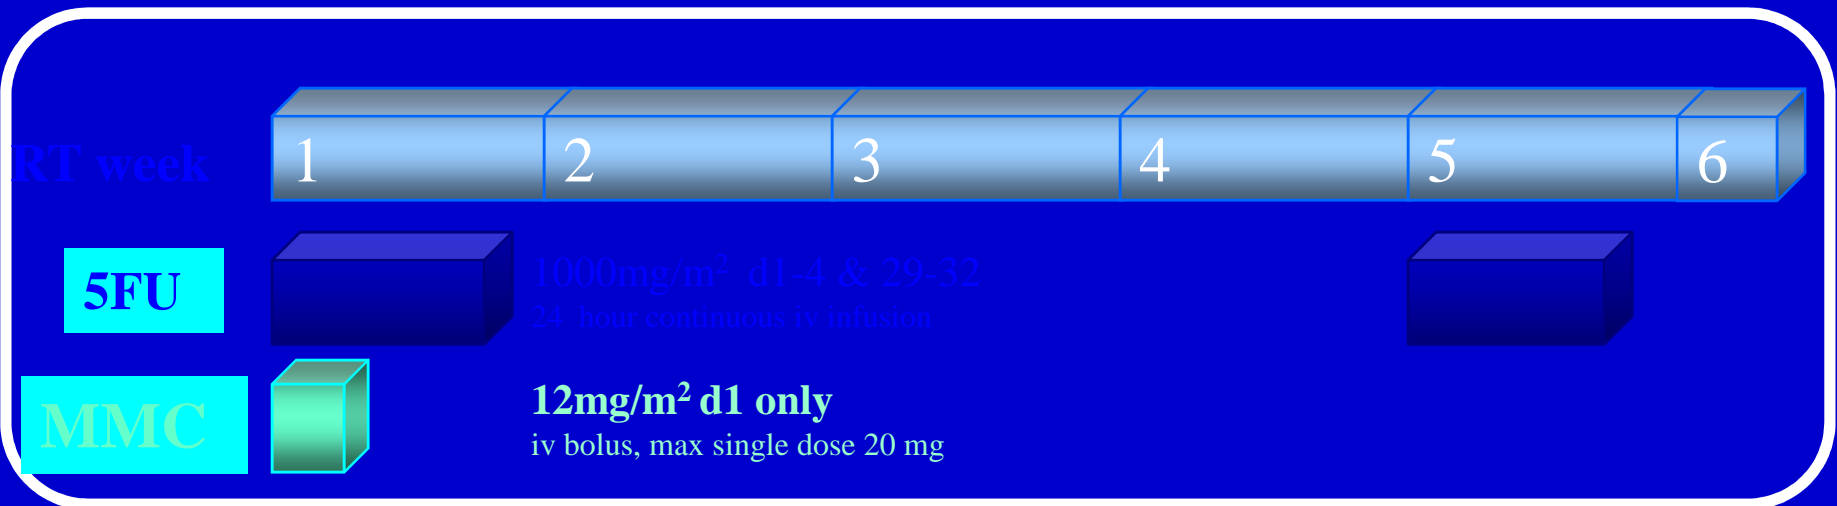 RT week 1 2 3 4 5 6
5FU 1000mg/m² d1-4 & 29-32
24 hour continuous iv infusion
MMC 12mg/m² d1 only
iv bolus, max single dose 20 mg